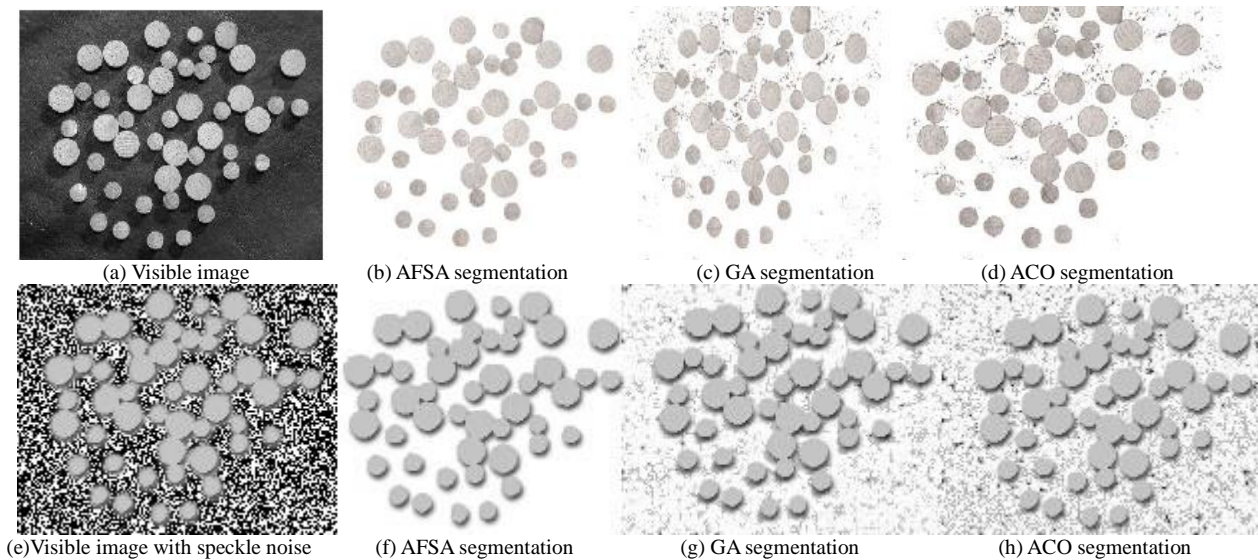 (a) Visible image
(b) AFSA segmentation
(c) GA segmentation
(d) ACO segmentation
(e)Visible image with speckle noise
(f) AFSA segmentation
(g) GA segmentation
(h) ACO segmentation